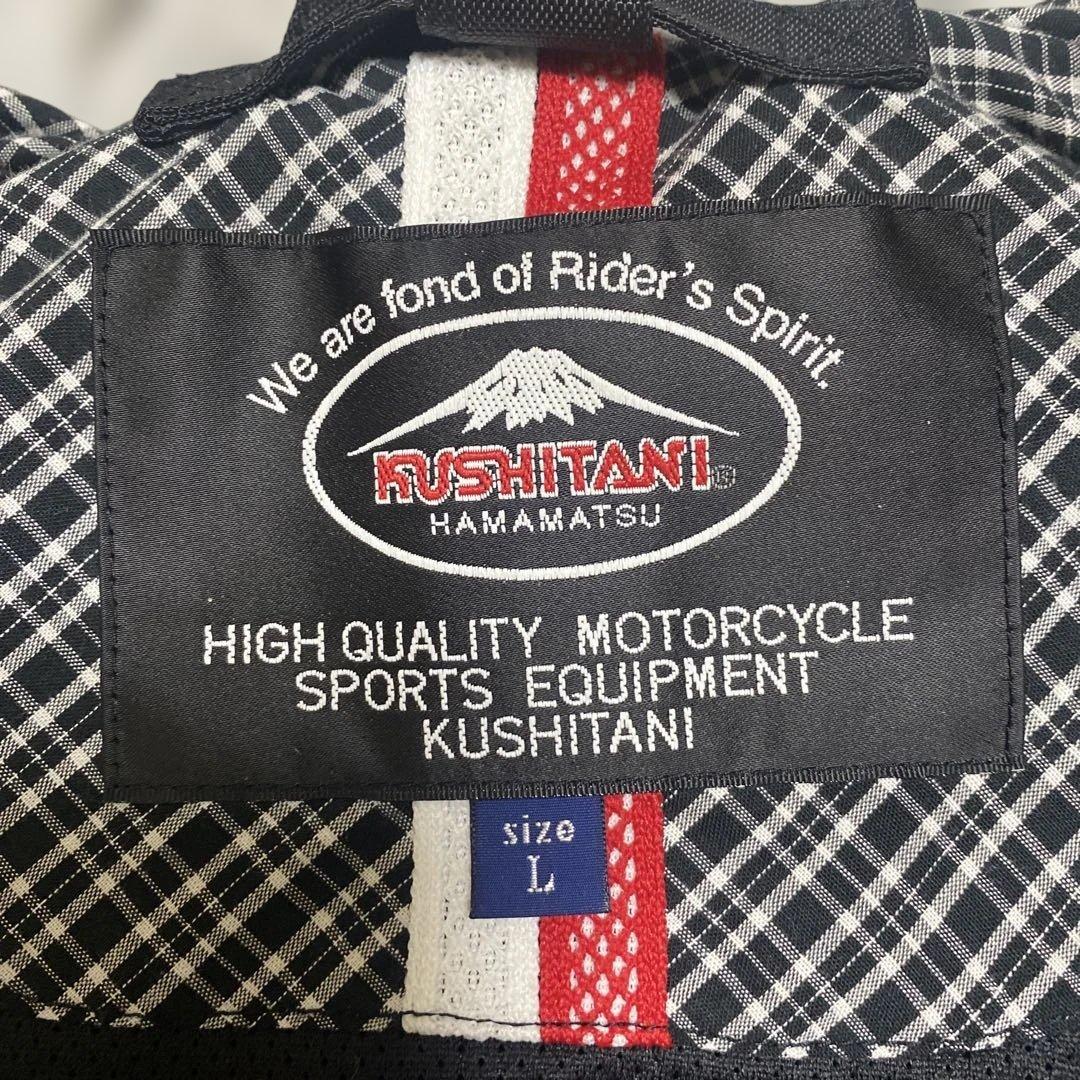 We are fond of Rider's Spirit.
KUSHITANI®
HAMAMATSU
HIGH QUALITY MOTORCYCLE
SPORTS EQUIPMENT
KUSHITANI
size
L